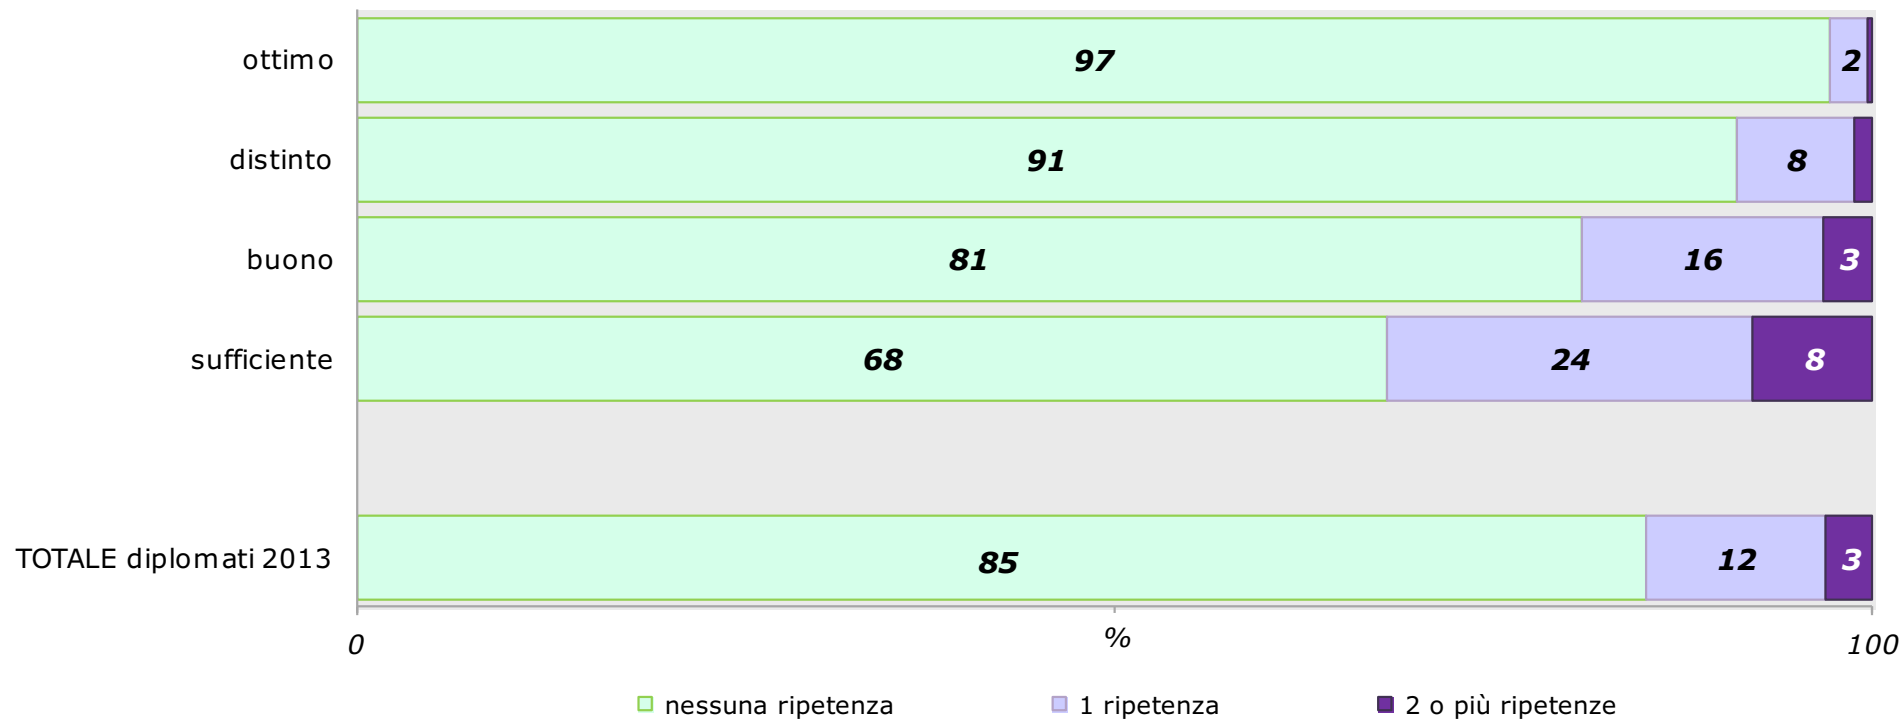 ottimo 97 2
distinto 91 8
buono 81 16 3
sufficiente 68 24 8
TOTALE diplomati 2013 85 12 3
0 % 100
nessuna ripetenza 1 ripetenza 2 o più ripetenze